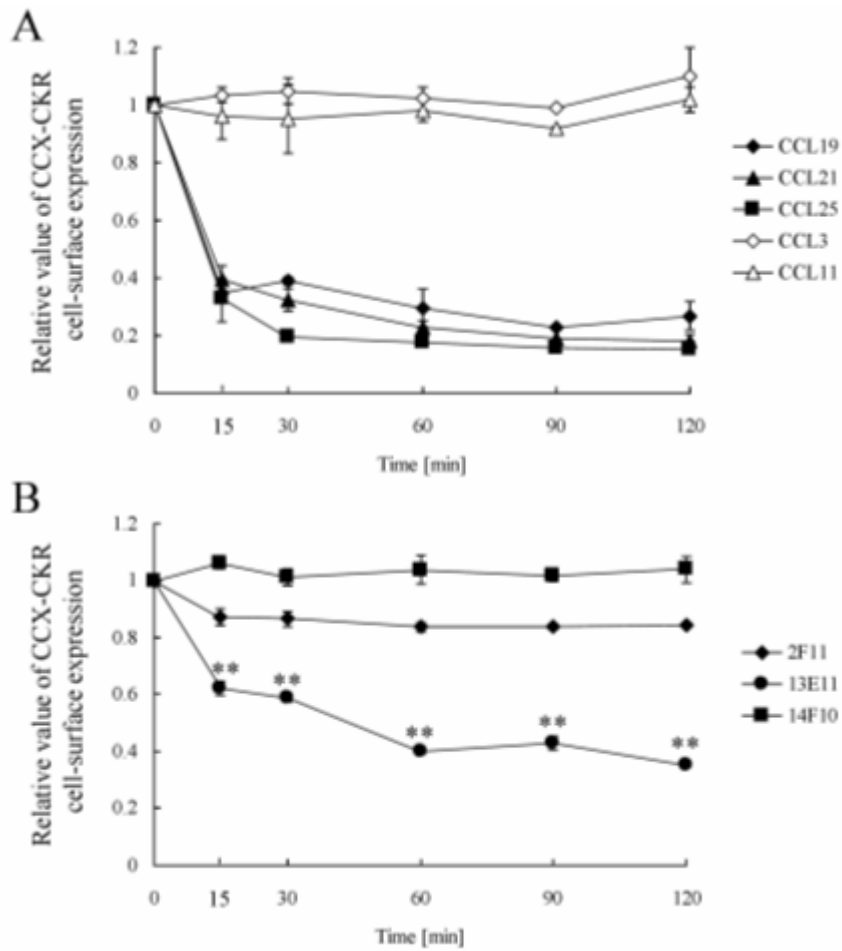 A
Relative value of CCX-CKR
cell-surface expression
1.2
1
0.8
0.6
0.4
0.2
0
0 15 30 60 90 120
Time [min]
CCL19
CCL21
CCL25
CCL3
CCL11
B
Relative value of CCX-CKR
cell-surface expression
1.2
1
0.8
0.6
0.4
0.2
0
** ** ** ** **
0 15 30 60 90 120
Time [min]
2F11
13E11
14F10